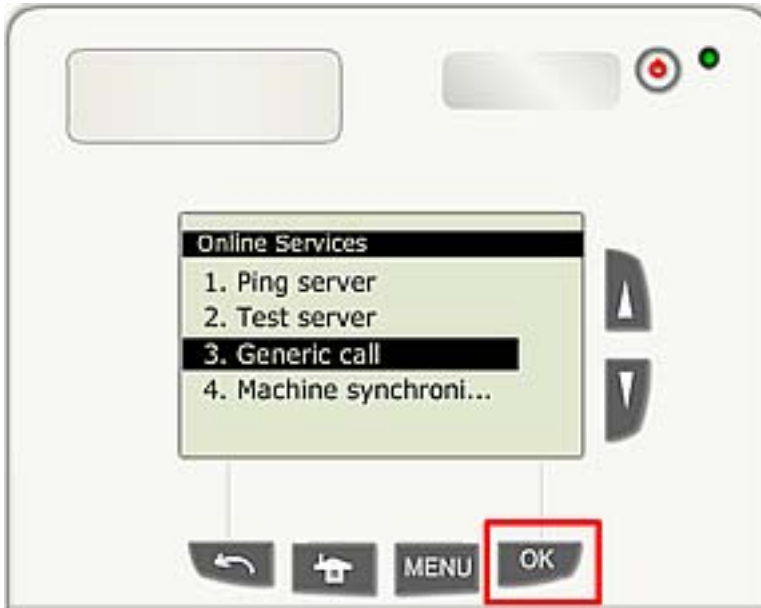 Online Services
1. Ping server
2. Test server
3. Generic call
4. Machine synchroni...
MENU
OK